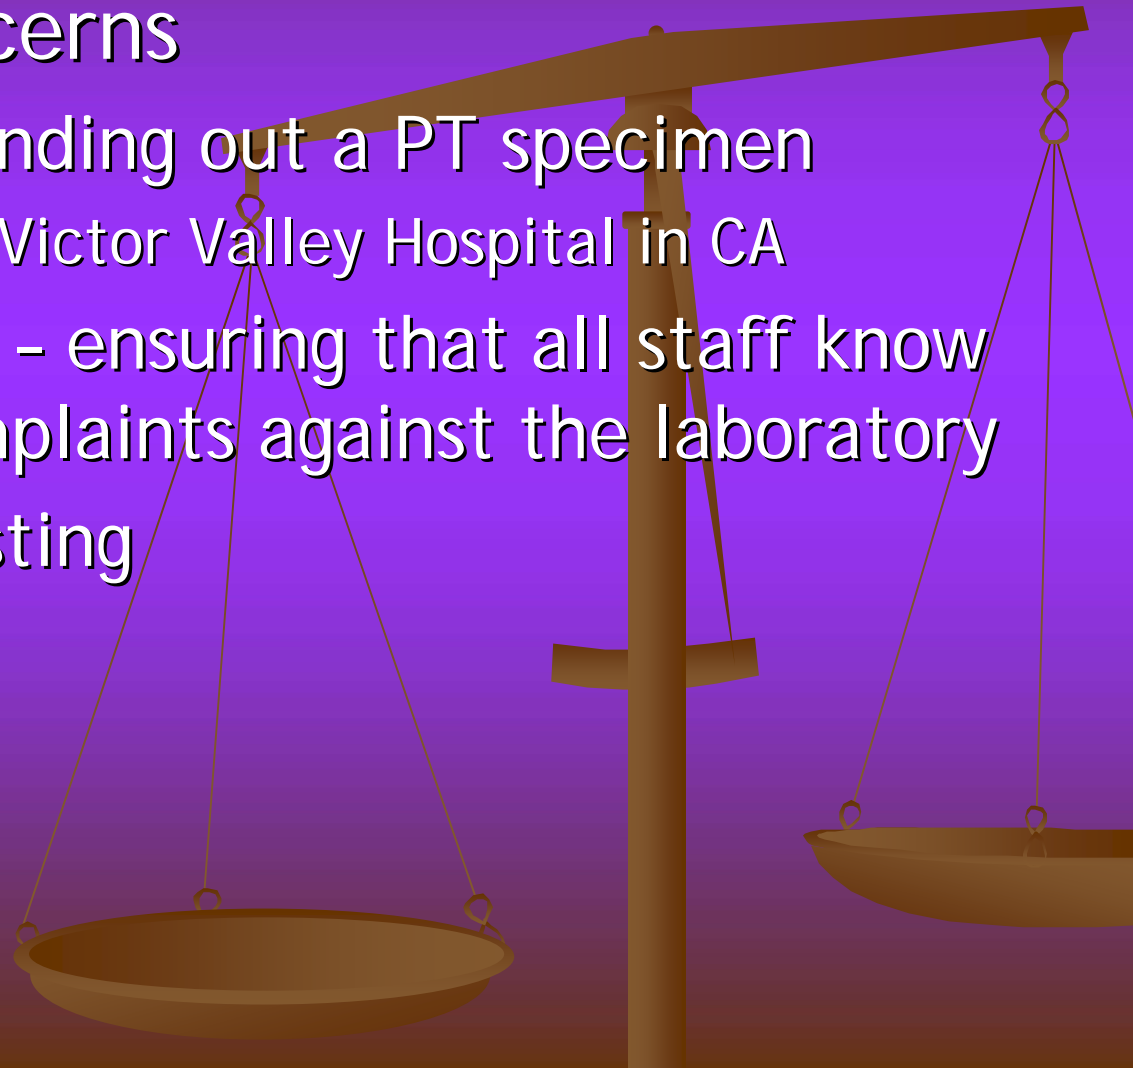 cerns
nding out a PT specimen
Victor Valley Hospital in CA
– ensuring that all staff know
plaints against the laboratory
sting